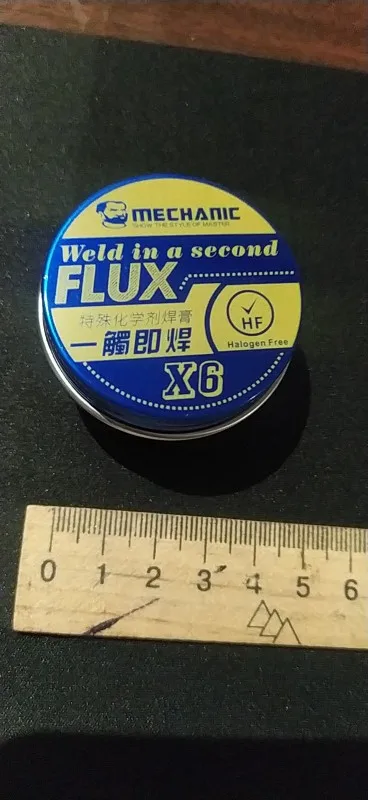 MECHANIC
SHOW THE STYLE OF MASTER
Weld in a second
FLUX
特殊化学剂焊膏
一觸即焊
HF
Halogen Free
X6
0 1 2 3 4 5 6